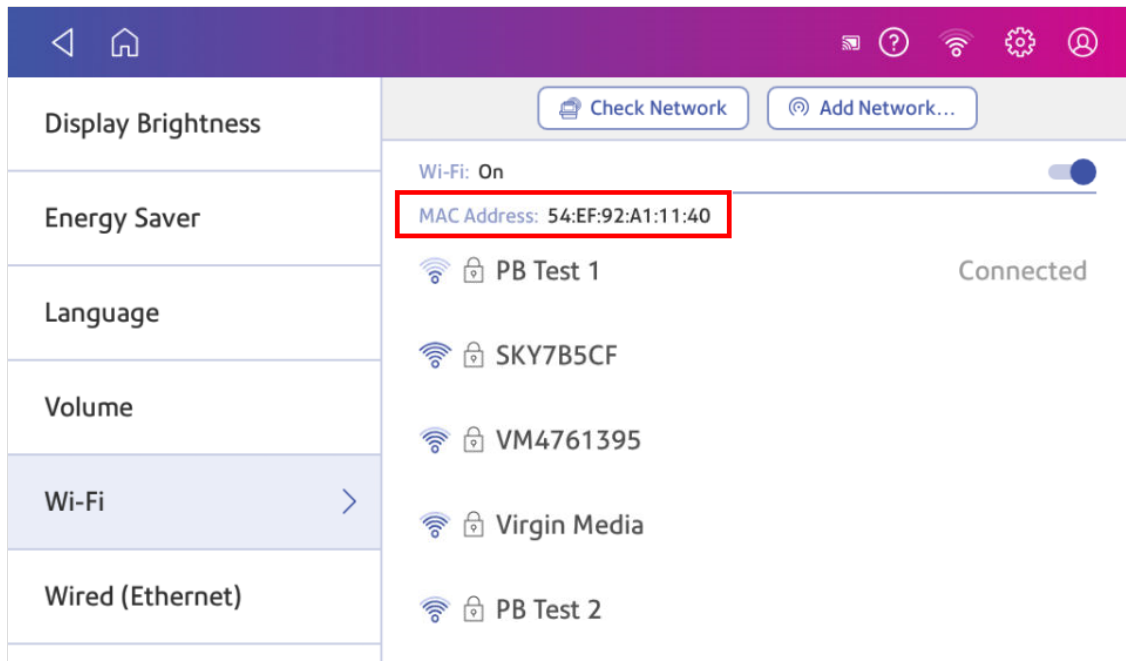 Display Brightness
Energy Saver
Language
Volume
Wi-Fi
Wired (Ethernet)
Check Network
Add Network...
Wi-Fi: On
MAC Address: 54:EF:92:A1:11:40
PB Test 1 Connected
SKY7B5CF
VM4761395
Virgin Media
PB Test 2